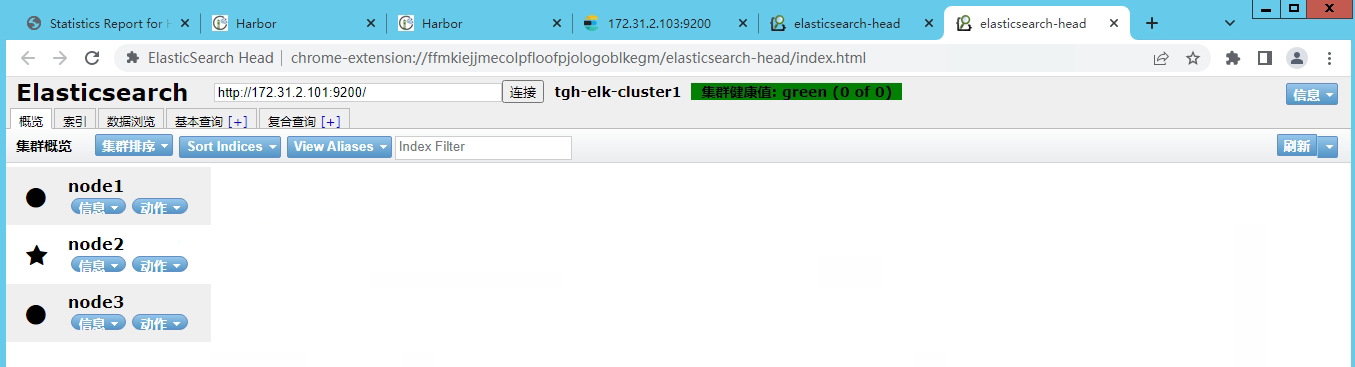 Statistics Report for H
Harbor
Harbor
172.31.2.103:9200
elasticsearch-head
elasticsearch-head
ElasticSearch Head | chrome-extension://ffmkiejjmecolpfloofpjologoblkegm/elasticsearch-head/index.html
Elasticsearch http://172.31.2.101:9200/ 连接 tgh-elk-cluster1 集群健康值: green (0 of 0) 信息
概览 索引 数据浏览 基本查询 [+] 复合查询 [+]
集群概览 集群排序 Sort Indices View Aliases Index Filter 刷新
node1
信息 动作
node2
信息 动作
node3
信息 动作